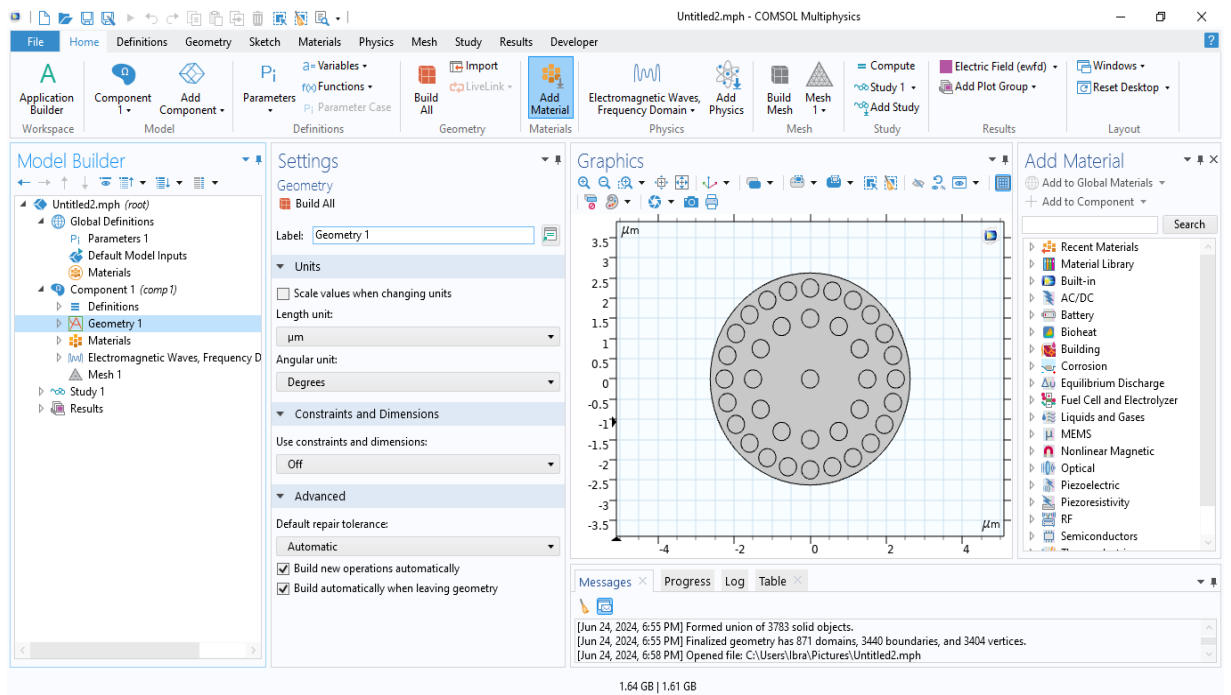 Untitled2.mph - COMSOL Multiphysics
File Home Definitions Geometry Sketch Materials Physics Mesh Study Results Developer
Application Builder
Workspace
Component 1
Add Component
Model
Parameters
a= Variables
f(x) Functions
Pi Parameter Case
Definitions
Build All
Import
LiveLink
Geometry
Add Material
Materials
Electromagnetic Waves, Frequency Domain
Add Physics
Physics
Build Mesh
Mesh 1
Mesh
= Compute
Study 1
Add Study
Study
Electric Field (ewfd)
Add Plot Group
Results
Windows
Reset Desktop
Layout
Model Builder
Untitled2.mph (root)
Global Definitions
Pi Parameters 1
Default Model Inputs
Materials
Component 1 (comp1)
Definitions
Geometry 1
Materials
Electromagnetic Waves, Frequency D
Mesh 1
Study 1
Results
Settings
Geometry
Build All
Label: Geometry 1
Units
Scale values when changing units
Length unit:
µm
Angular unit:
Degrees
Constraints and Dimensions
Use constraints and dimensions:
Off
Advanced
Default repair tolerance:
Automatic
Build new operations automatically
Build automatically when leaving geometry
Graphics
µm
3.5
3
2.5
2
1.5
1
0.5
0
-0.5
-1
-1.5
-2
-2.5
-3
-3.5
µm
-4 -2 0 2 4
Messages Progress Log Table
[Jun 24, 2024, 6:55 PM] Formed union of 3783 solid objects.
[Jun 24, 2024, 6:55 PM] Finalized geometry has 871 domains, 3440 boundaries, and 3404 vertices.
[Jun 24, 2024, 6:58 PM] Opened file: C:\Users\Ibra\Pictures\Untitled2.mph
Add Material
Add to Global Materials
Add to Component
Search
Recent Materials
Material Library
Built-in
AC/DC
Battery
Bioheat
Building
Corrosion
Equilibrium Discharge
Fuel Cell and Electrolyzer
Liquids and Gases
MEMS
Nonlinear Magnetic
Optical
Piezoelectric
Piezoresistivity
RF
Semiconductors
1.64 GB | 1.61 GB